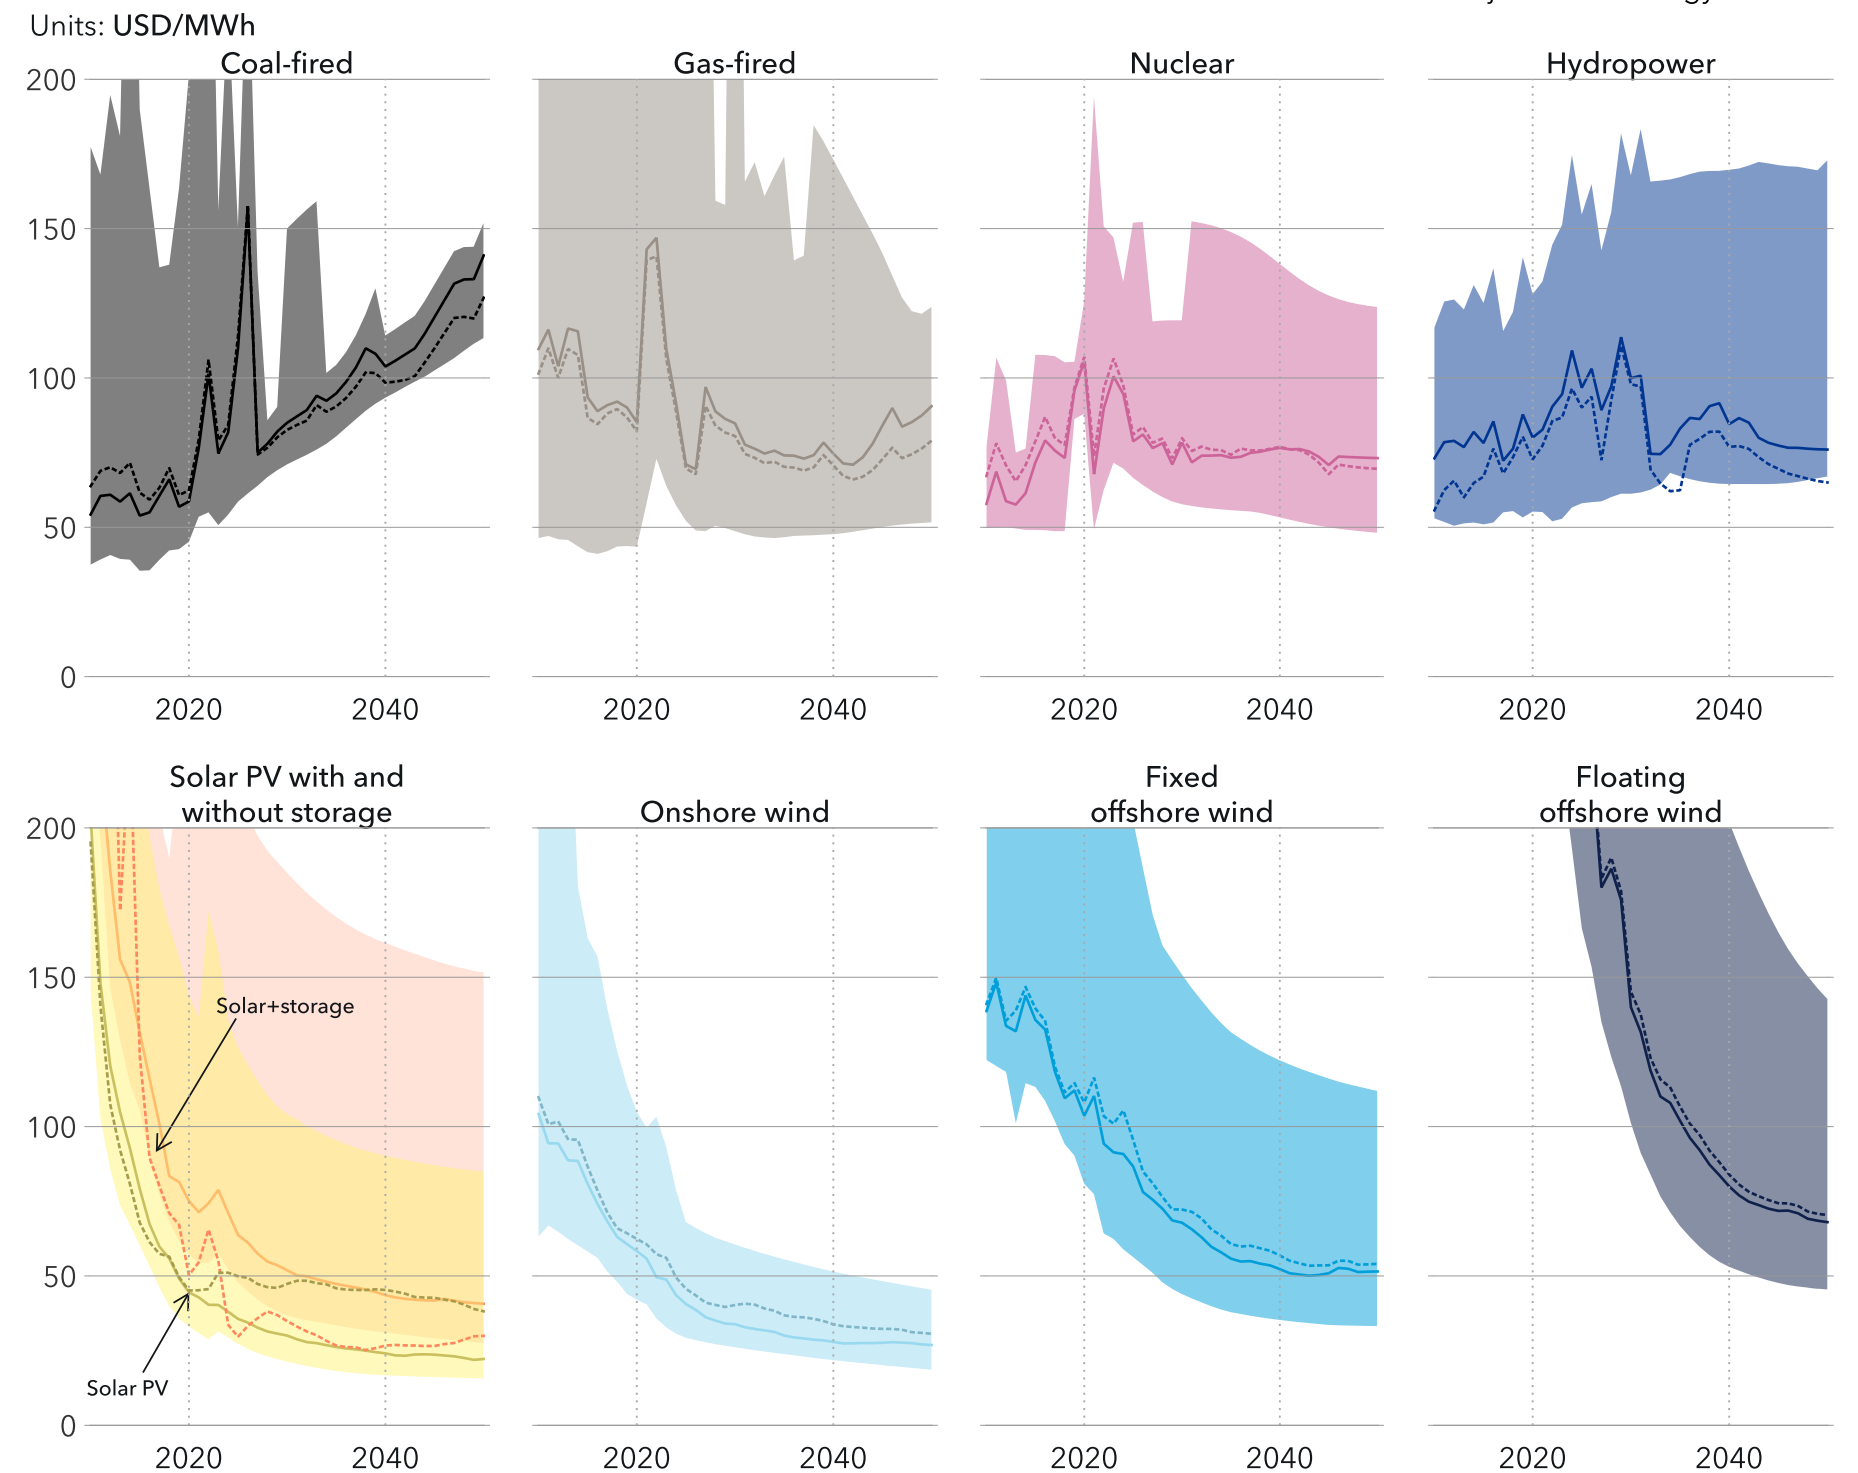 Units: USD/MWh
Coal-fired
Gas-fired
Nuclear
Hydropower
200
150
100
50
0
2020
2040
2020
2040
2020
2040
2020
2040
Solar PV with and
without storage
Onshore wind
Fixed
offshore wind
Floating
offshore wind
200
150
100
50
0
Solar+storage
Solar PV
2020
2040
2020
2040
2020
2040
2020
2040